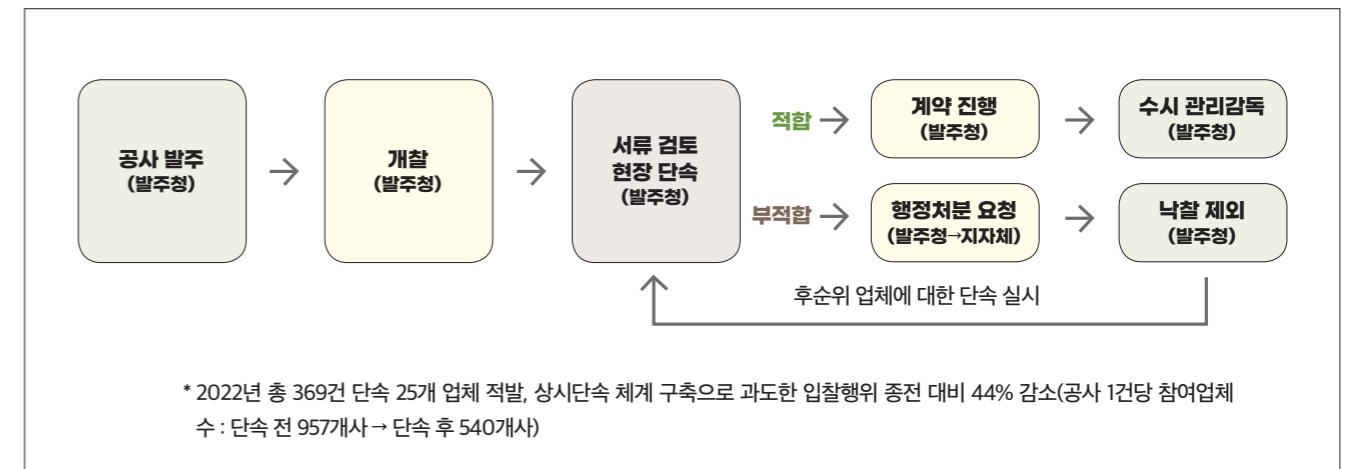 공사 발주
(발주청)
→
개찰
(발주청)
→
서류 검토
현장 단속
(발주청)
적합 →
계약 진행
(발주청)
→
수시 관리감독
(발주청)
부적합 →
행정처분 요청
(발주청→지자체)
→
낙찰 제외
(발주청)
후순위 업체에 대한 단속 실시
* 2022년 총 369건 단속 25개 업체 적발, 상시단속 체계 구축으로 과도한 입찰행위 종전 대비 44% 감소(공사 1건당 참여업체
수 : 단속 전 957개사 → 단속 후 540개사)